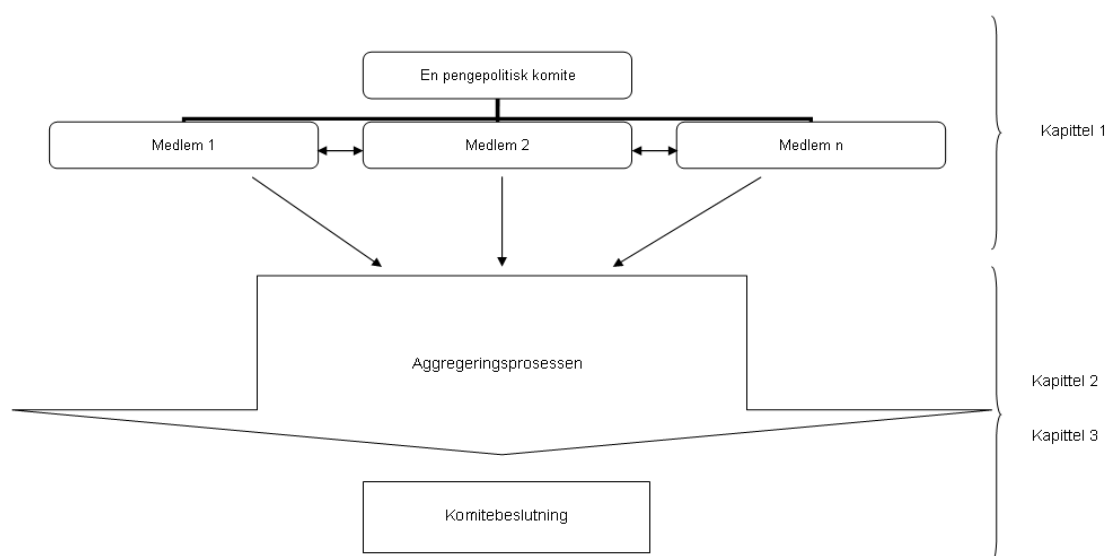 En pengepolitisk komite
Medlem 1
Medlem 2
Medlem n
Kapittel 1
Aggregeringsprosessen
Kapittel 2
Kapittel 3
Komitebeslutning